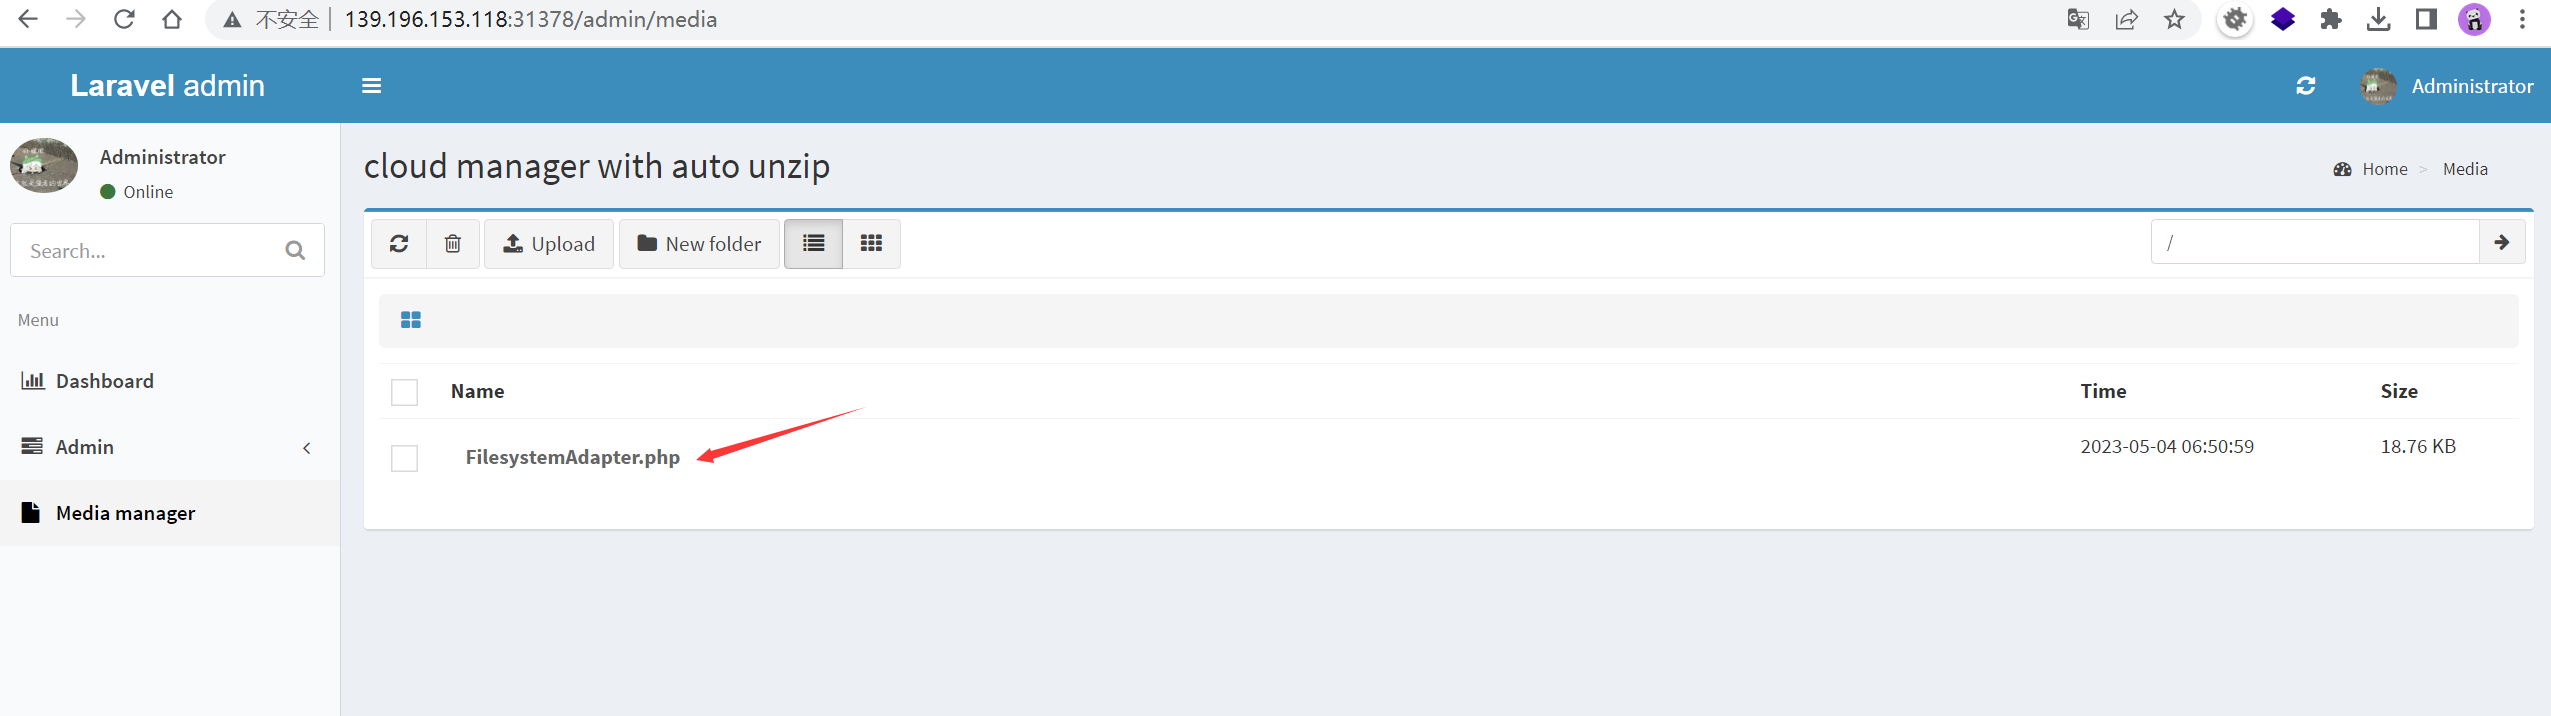 不安全 139.196.153.118:31378/admin/media
Laravel admin
Administrator
Administrator
Online
cloud manager with auto unzip
Home > Media
Search...
Upload New folder
/
Menu
Dashboard
Name Time Size
Admin
FilesystemAdapter.php 2023-05-04 06:50:59 18.76 KB
Media manager